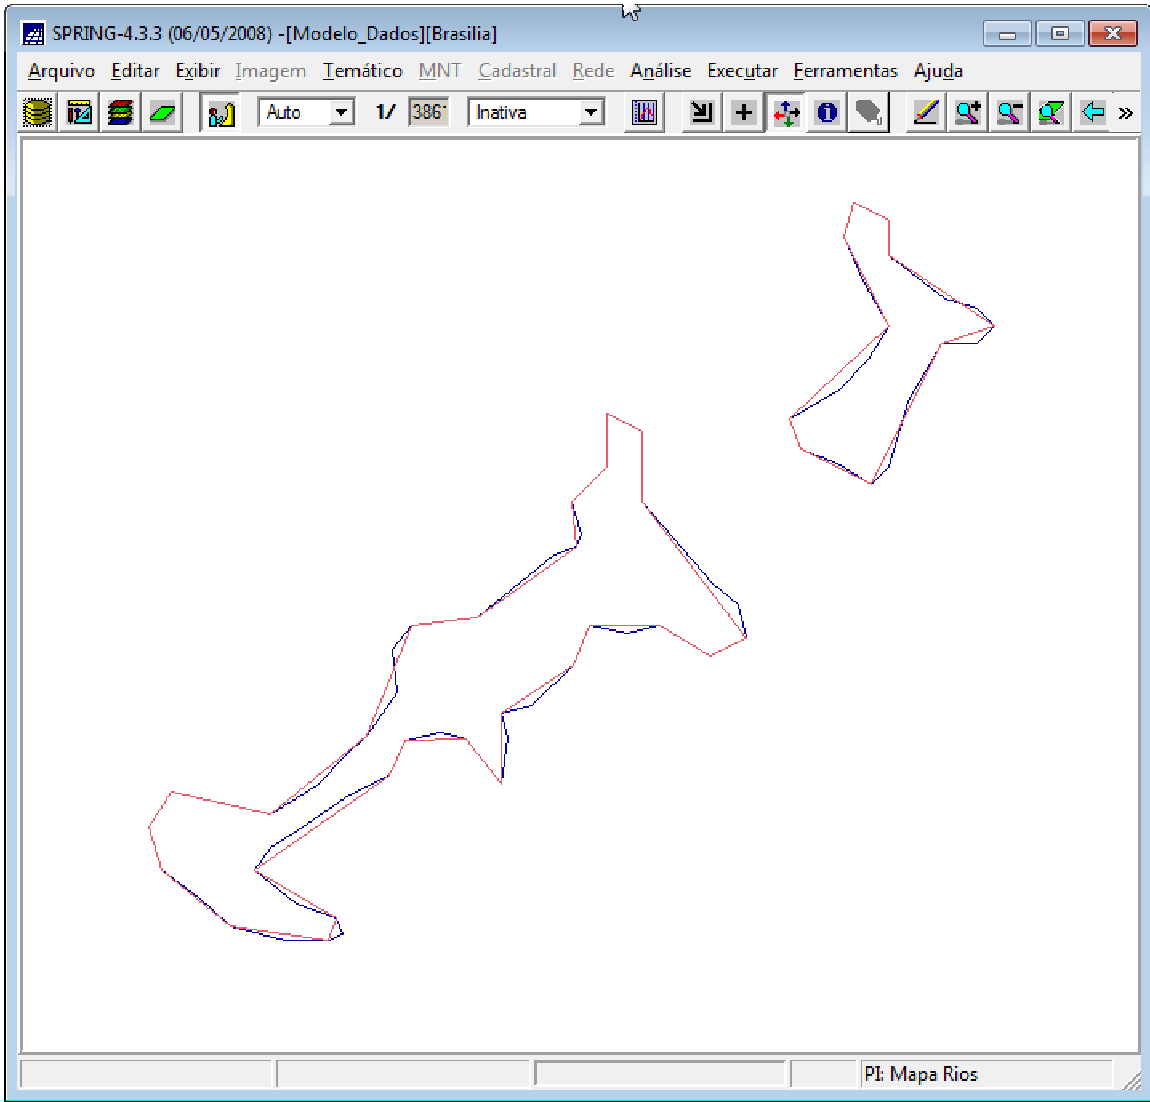 SPRING-4.3.3 (06/05/2008) -[Modelo_Dados][Brasilia]
Arquivo Editar Exibir Imagem Temático MNT Cadastral Rede Análise Executar Ferramentas Ajuda
Auto 1/ 386 Inativa »
PI: Mapa Rios